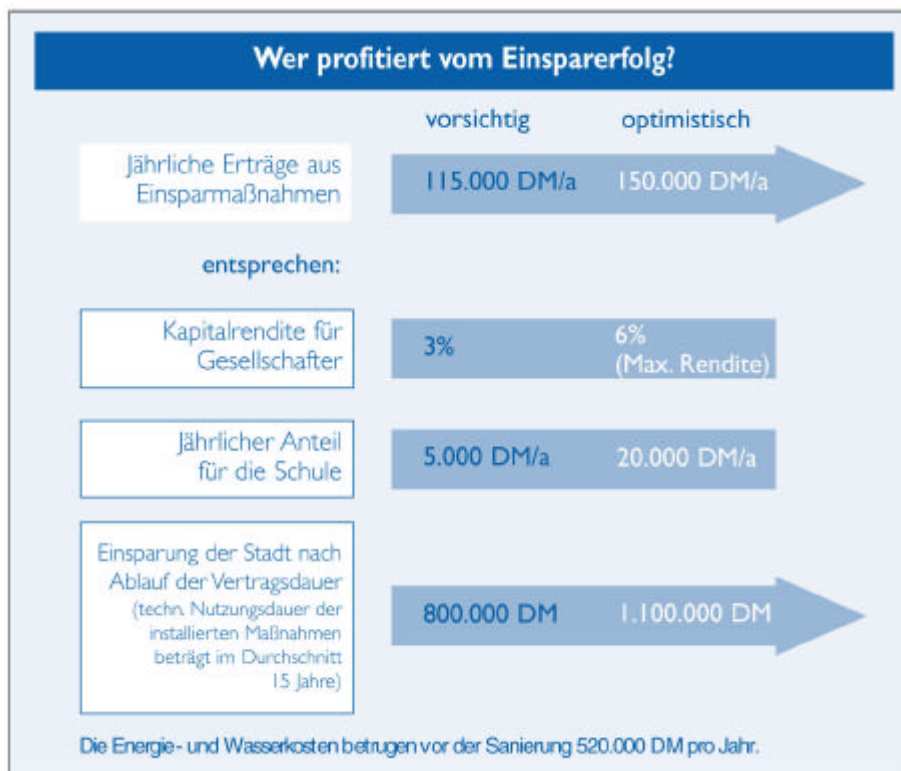 Wer profitiert vom Einsparerfolg?
vorsichtig optimistisch
Jährliche Erträge aus
Einsparmaßnahmen
115.000 DM/a 150.000 DM/a
entsprechen:
Kapitalrendite für
Gesellschafter
3% 6%
(Max. Rendite)
Jährlicher Anteil
für die Schule
5.000 DM/a 20.000 DM/a
Einsparung der Stadt nach
Ablauf der Vertragsdauer
(techn. Nutzungsdauer der
installierten Maßnahmen
beträgt im Durchschnitt
15 Jahre)
800.000 DM 1.100.000 DM
Die Energie- und Wasserkosten betrugen vor der Sanierung 520.000 DM pro Jahr.